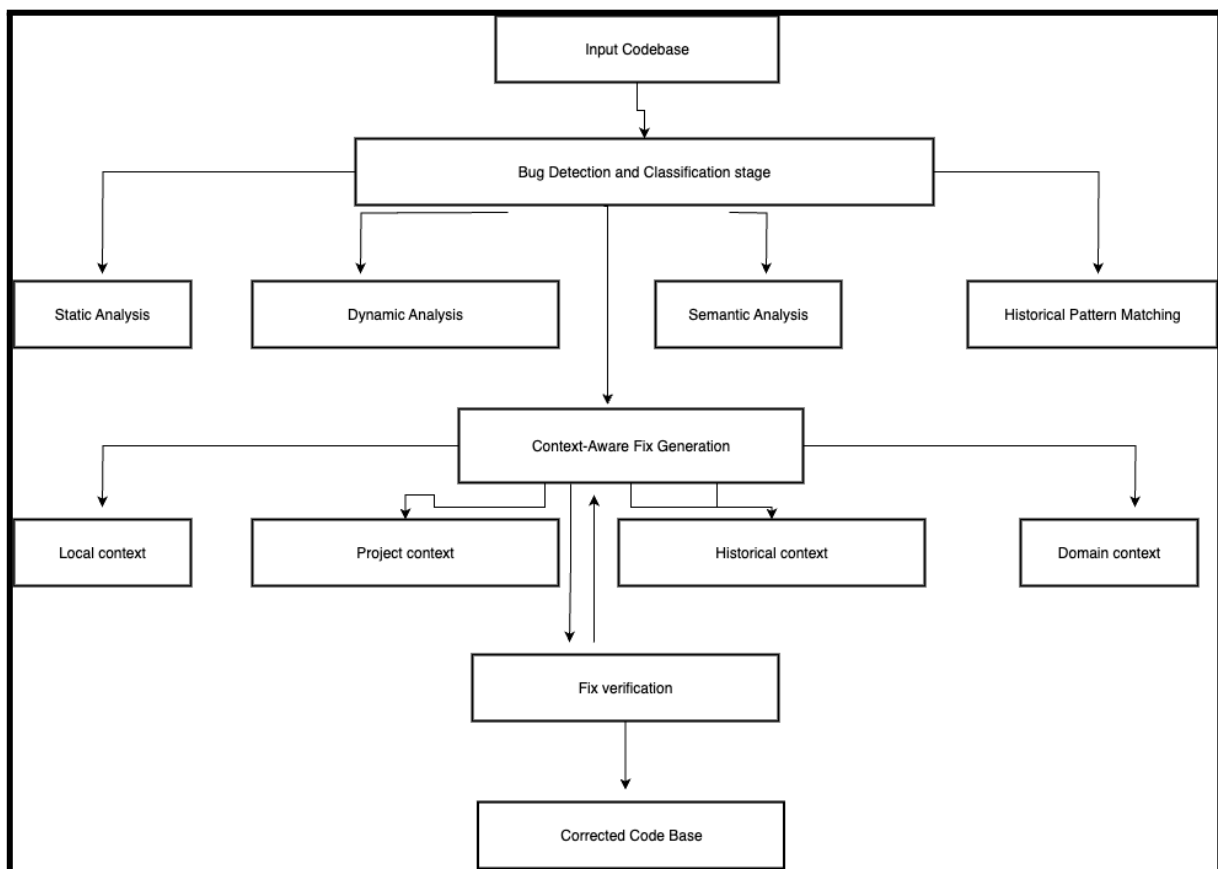 Input Codebase
Bug Detection and Classification stage
Static Analysis
Dynamic Analysis
Semantic Analysis
Historical Pattern Matching
Context-Aware Fix Generation
Local context
Project context
Historical context
Domain context
Fix verification
Corrected Code Base